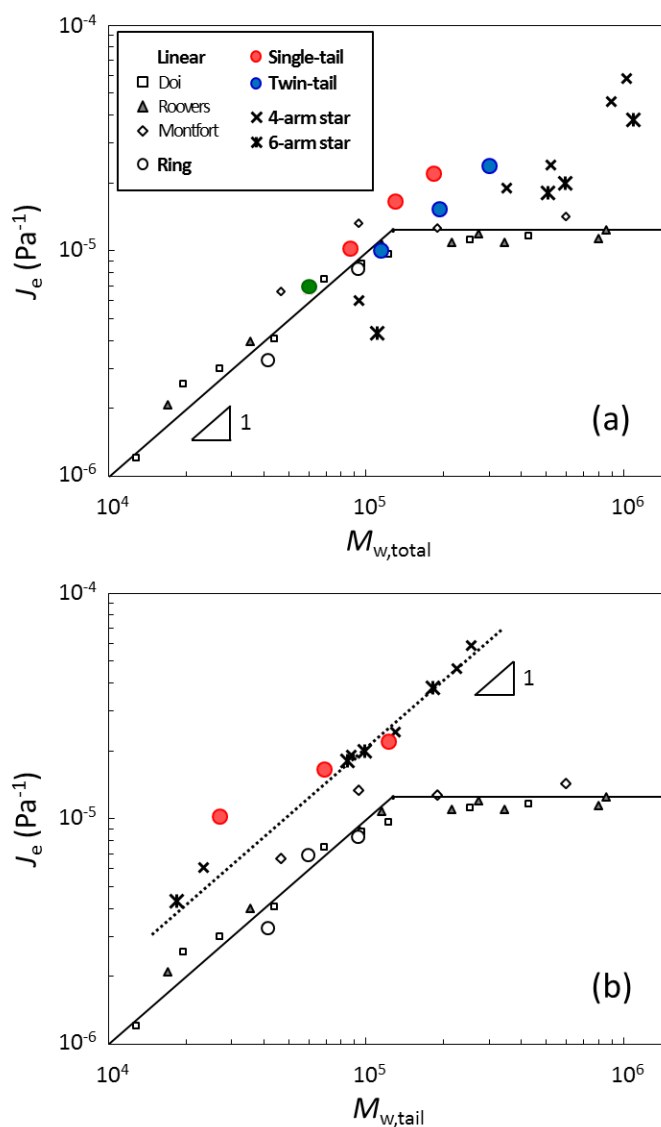 10⁻⁴
Linear
Doi
Roovers
Montfort
Ring
Single-tail
Twin-tail
4-arm star
6-arm star
Jₑ (Pa⁻¹)
10⁻⁵
1
(a)
10⁻⁶
10⁴ 10⁵ 10⁶
M_w,total
10⁻⁴
1
Jₑ (Pa⁻¹)
10⁻⁵
(b)
10⁻⁶
10⁴ 10⁵ 10⁶
M_w,tail